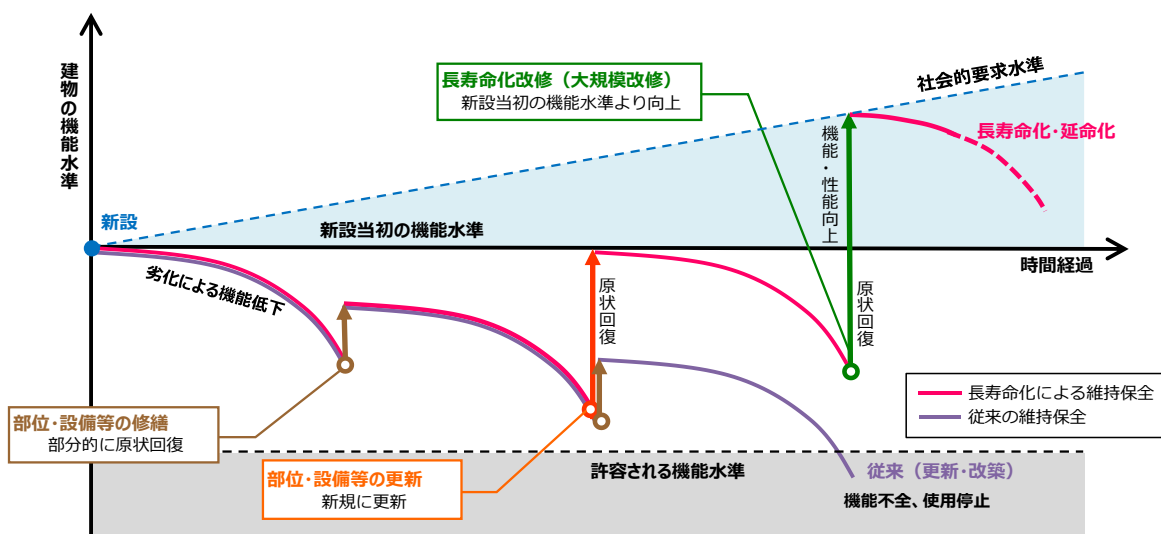 建物の機能水準
長寿命化改修（大規模改修）
新設当初の機能水準より向上
社会的要求水準
長寿命化・延命化
機能・性能向上
新設
新設当初の機能水準
時間経過
劣化による機能低下
原状回復
原状回復
長寿命化による維持保全
従来の維持保全
部位・設備等の修繕
部分的に原状回復
部位・設備等の更新
新規に更新
許容される機能水準
従来（更新・改築）
機能不全、使用停止